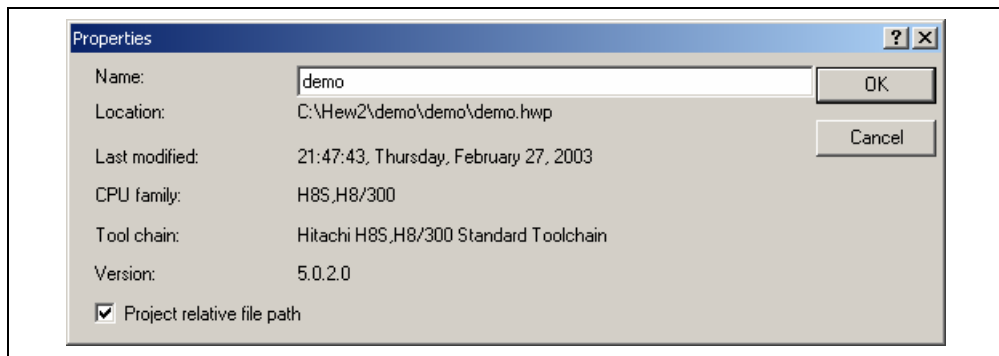 Properties
Name: demo OK
Location: C:\Hew2\demo\demo\demo.hwp
Cancel
Last modified: 21:47:43, Thursday, February 27, 2003
CPU family: H8S,H8/300
Tool chain: Hitachi H8S,H8/300 Standard Toolchain
Version: 5.0.2.0
Project relative file path